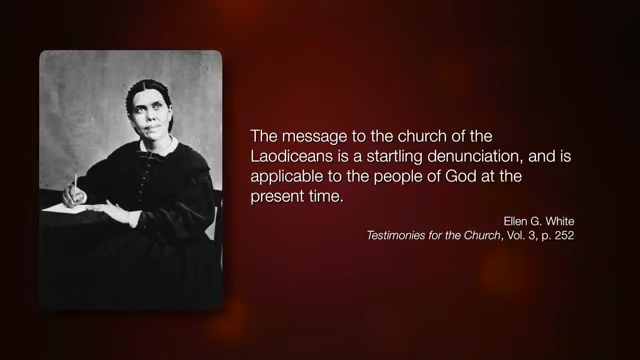 The message to the church of the
Laodiceans is a startling denunciation, and is
applicable to the people of God at the
present time.
Ellen G. White
Testimonies for the Church, Vol. 3, p. 252